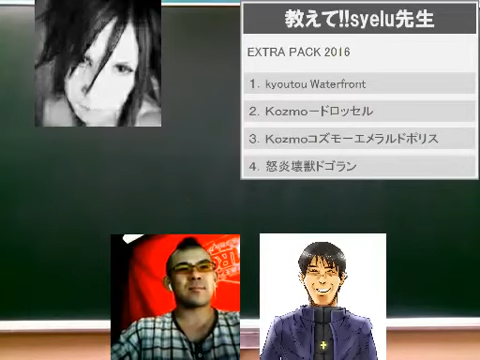 教えて!!syelu先生
EXTRA PACK 2016
1. kyoutou Waterfront
2. Kozmoードロッセル
3. Kozmoコズモーエメラルドポリス
4. 怒炎壊獣ドゴラン